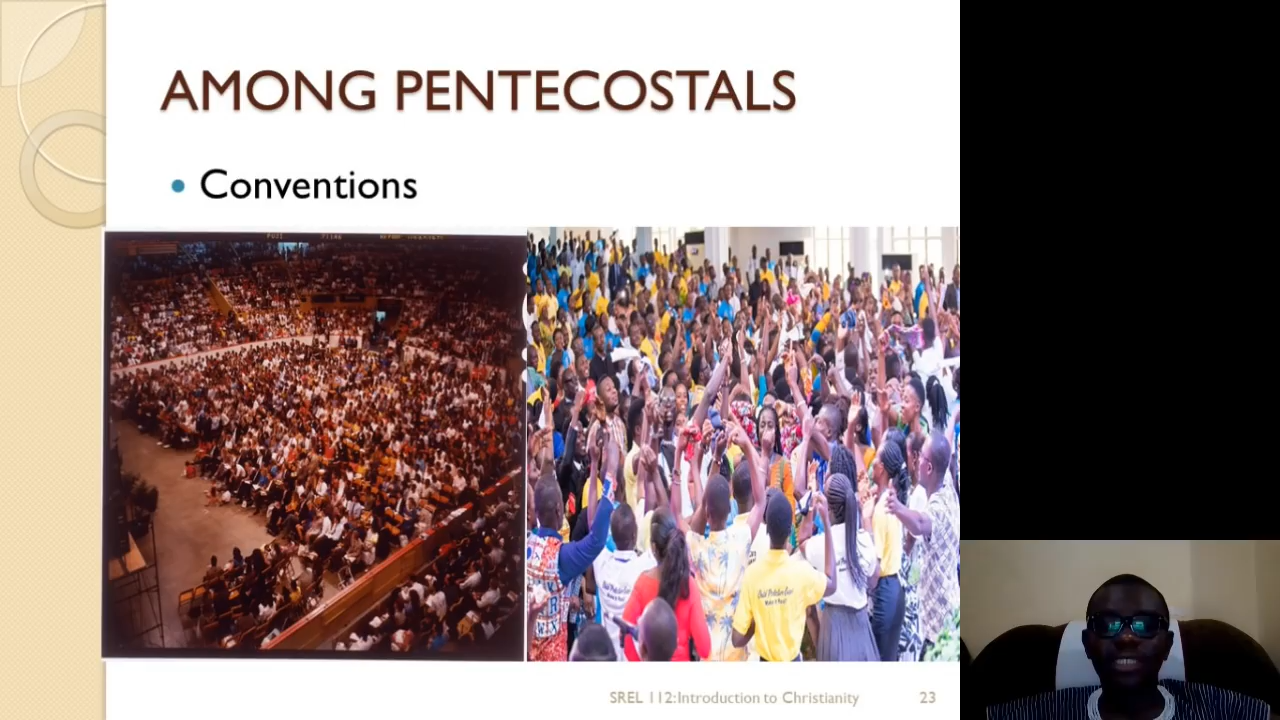 AMONG PENTECOSTALS
Conventions
SREL 112:Introduction to Christianity
23